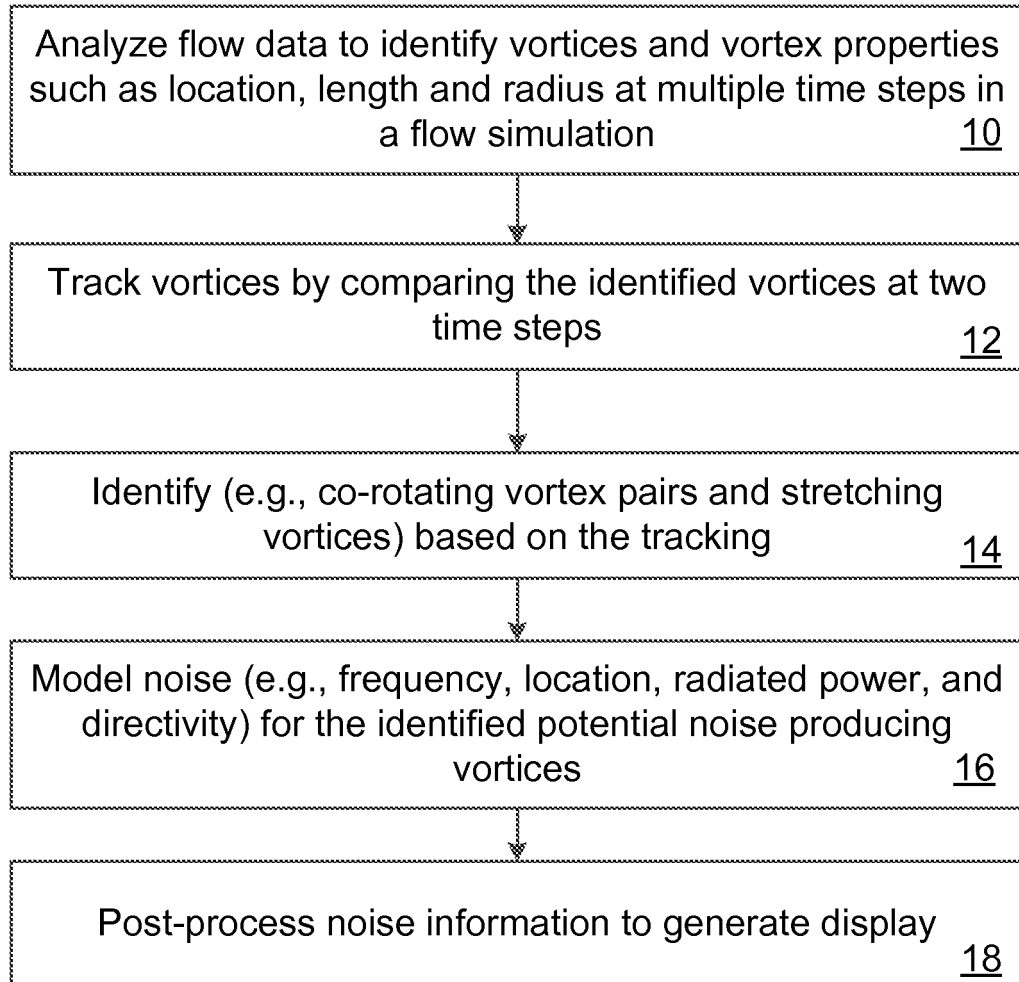 Analyze flow data to identify vortices and vortex properties
such as location, length and radius at multiple time steps in
a flow simulation
10
Track vortices by comparing the identified vortices at two
time steps
12
Identify (e.g., co-rotating vortex pairs and stretching
vortices) based on the tracking
14
Model noise (e.g., frequency, location, radiated power, and
directivity) for the identified potential noise producing
vortices
16
Post-process noise information to generate display
18